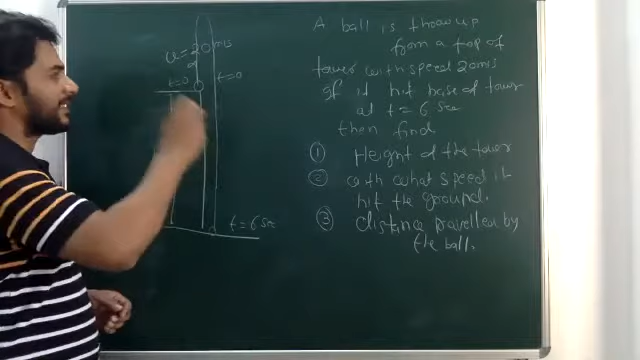 u = 20 m/s
t=0
t=0
t = 6 Sec
A ball is thrown up
from a top of
tower with speed 20 m/s
If it hit base of tower
at t = 6 Sec
then find
① Height of the tower
② with what speed it
hit the ground.
③ distance travelled by
the ball.